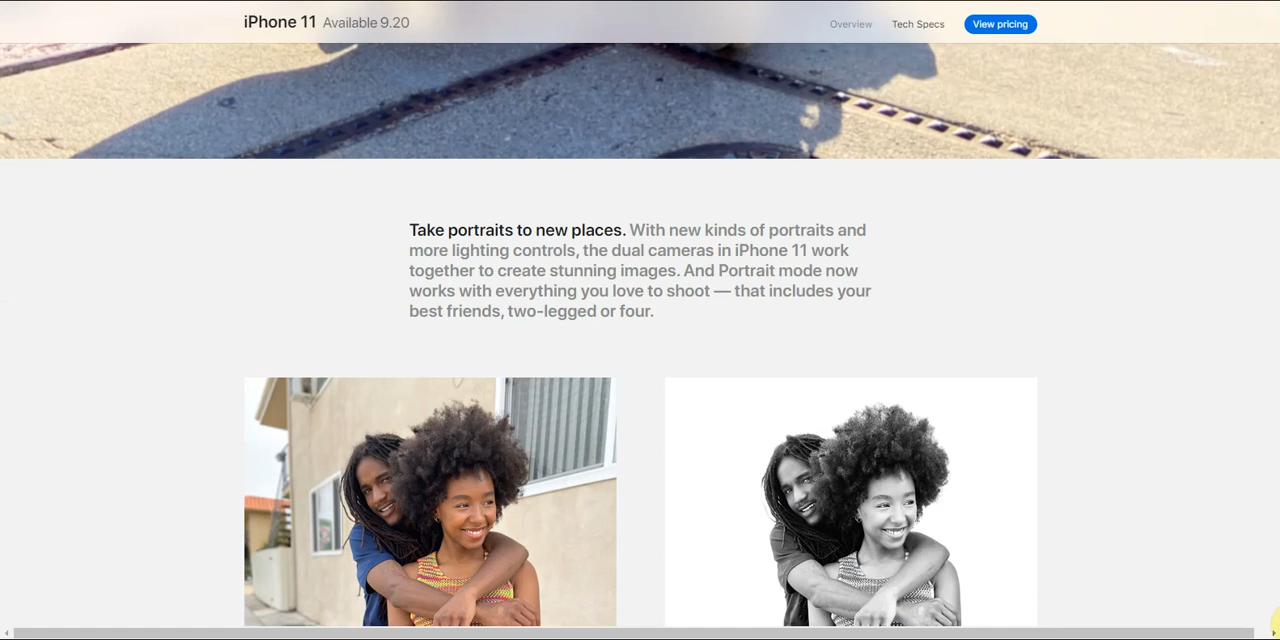 iPhone 11 Available 9.20
Overview Tech Specs View pricing
Take portraits to new places. With new kinds of portraits and
more lighting controls, the dual cameras in iPhone 11 work
together to create stunning images. And Portrait mode now
works with everything you love to shoot — that includes your
best friends, two-legged or four.